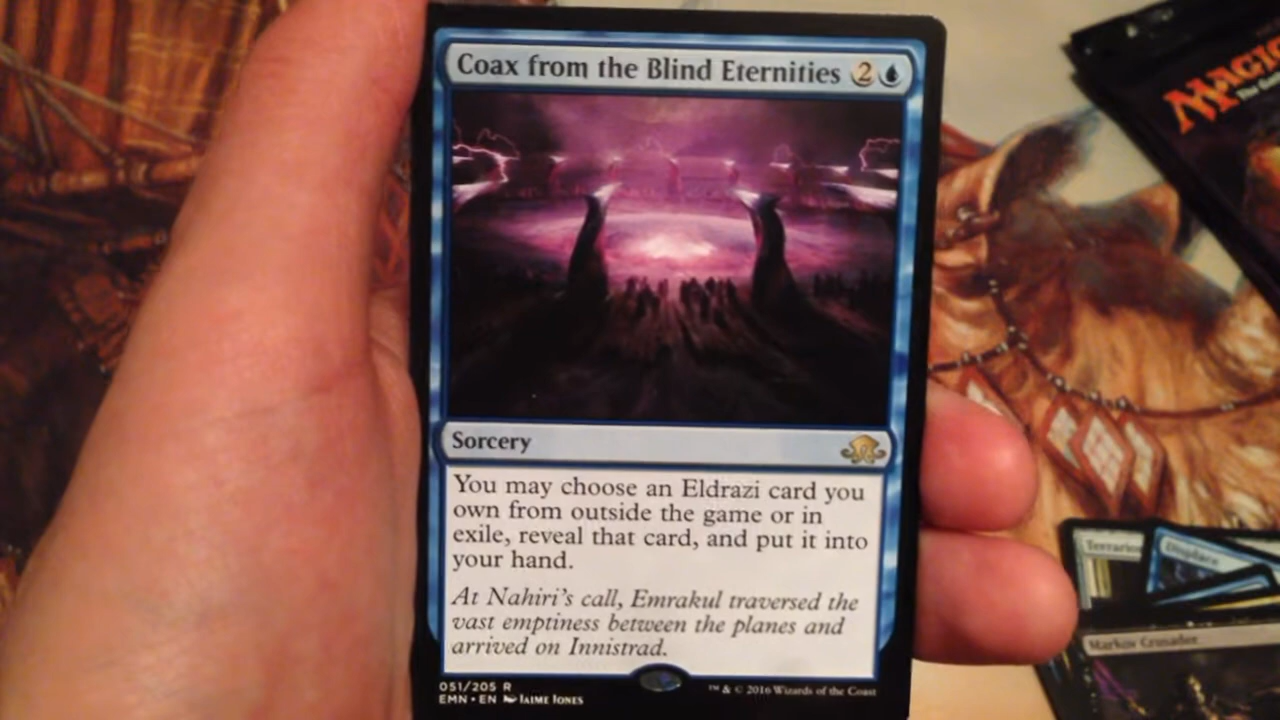 Coax from the Blind Eternities 2
Sorcery
You may choose an Eldrazi card you
own from outside the game or in
exile, reveal that card, and put it into
your hand.
At Nahiri's call, Emrakul traversed the
vast emptiness between the planes and
arrived on Innistrad.
051/205 R
EMN • EN JAIME JONES
™ & © 2016 Wizards of the Coast
Magic
The
Displace
Markov Crusader